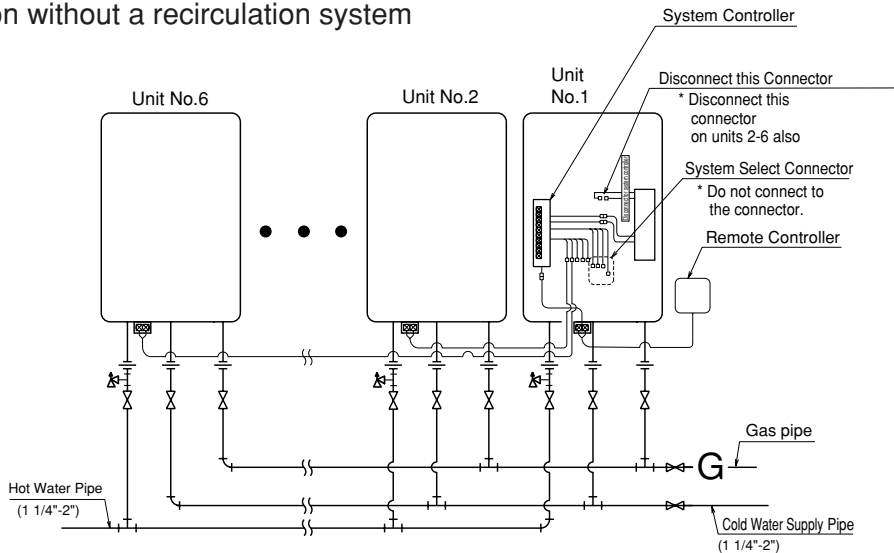 on without a recirculation system
System Controller
Unit
No.1
Unit No.2
Unit No.6
Disconnect this Connector
* Disconnect this
connector
on units 2-6 also
System Select Connector
* Do not connect to
the connector.
Remote Controller
Gas pipe
G
Hot Water Pipe
(1 1/4"-2")
Cold Water Supply Pipe
(1 1/4"-2")